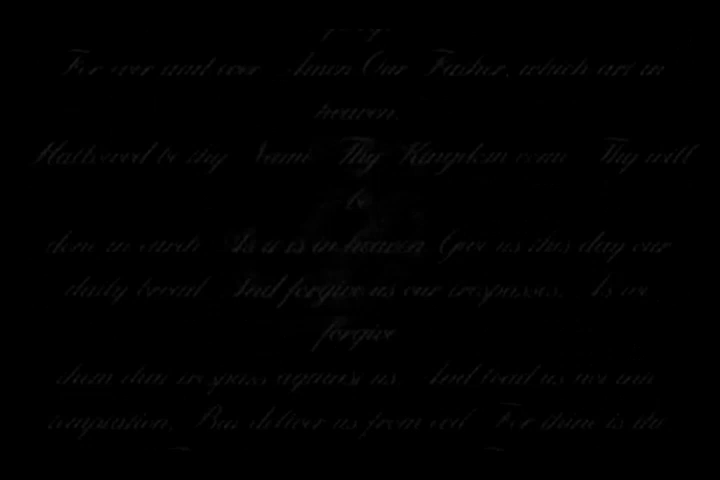 For ever and ever Amen Our Father, which art in
heaven,
Hallowed be thy Name Thy Kingdom come Thy will
be
done in earth As it is in heaven Give us this day our
daily bread And forgive us our trespasses, As we
forgive
them that trespass against us And lead us not into
temptation, But deliver us from evil For thine is the